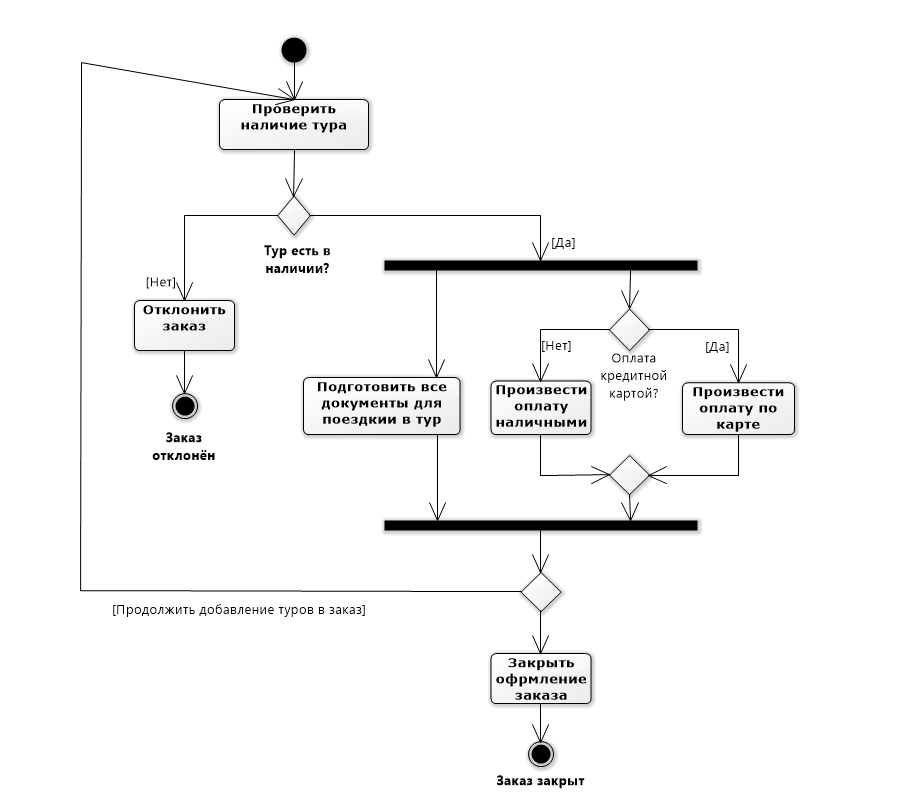 Проверить
наличие тура
Тур есть в
наличии?
[Да]
[Нет]
Отклонить
заказ
Заказ
отклонён
Подготовить все
документы для
поездкии в тур
[Нет]
Оплата
кредитной
картой?
[Да]
Произвести
оплату
наличными
Произвести
оплату по
карте
[Продолжить добавление туров в заказ]
Закрыть
офрмление
заказа
Заказ закрыт